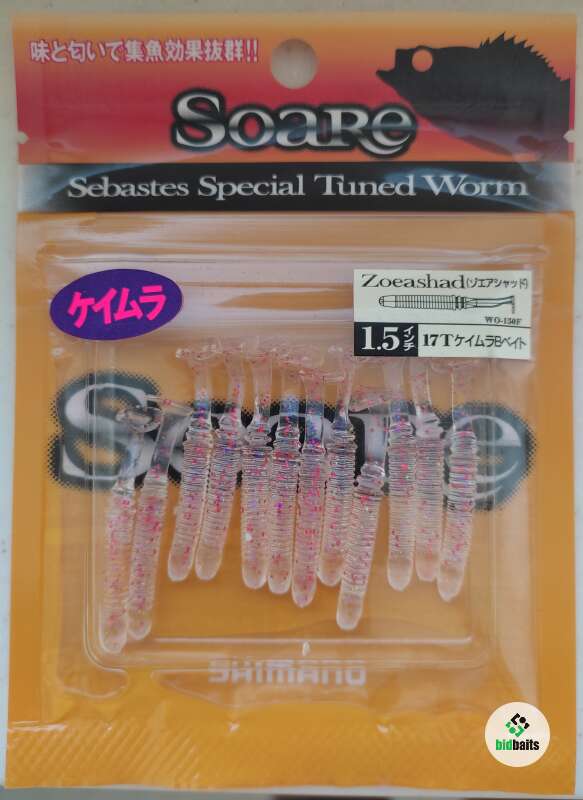 味と匂いで集魚効果抜群!!
SOARE
Sebastes Special Tuned Worm
ケイムラ
Zoeashad(ゾエアシャッド)
WO-150F
1.5インチ 17TケイムラBベイト
Soare
SHIMANO
bidbaits